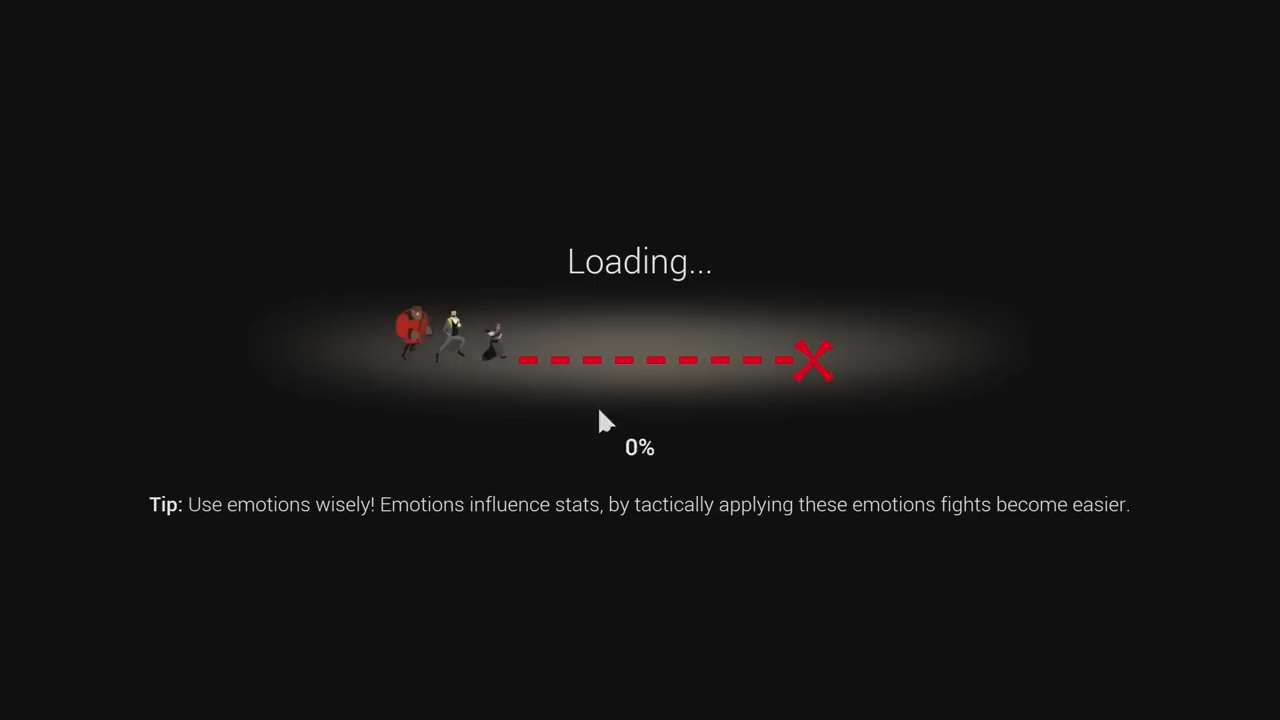 Loading...
0%
Tip: Use emotions wisely! Emotions influence stats, by tactically applying these emotions fights become easier.